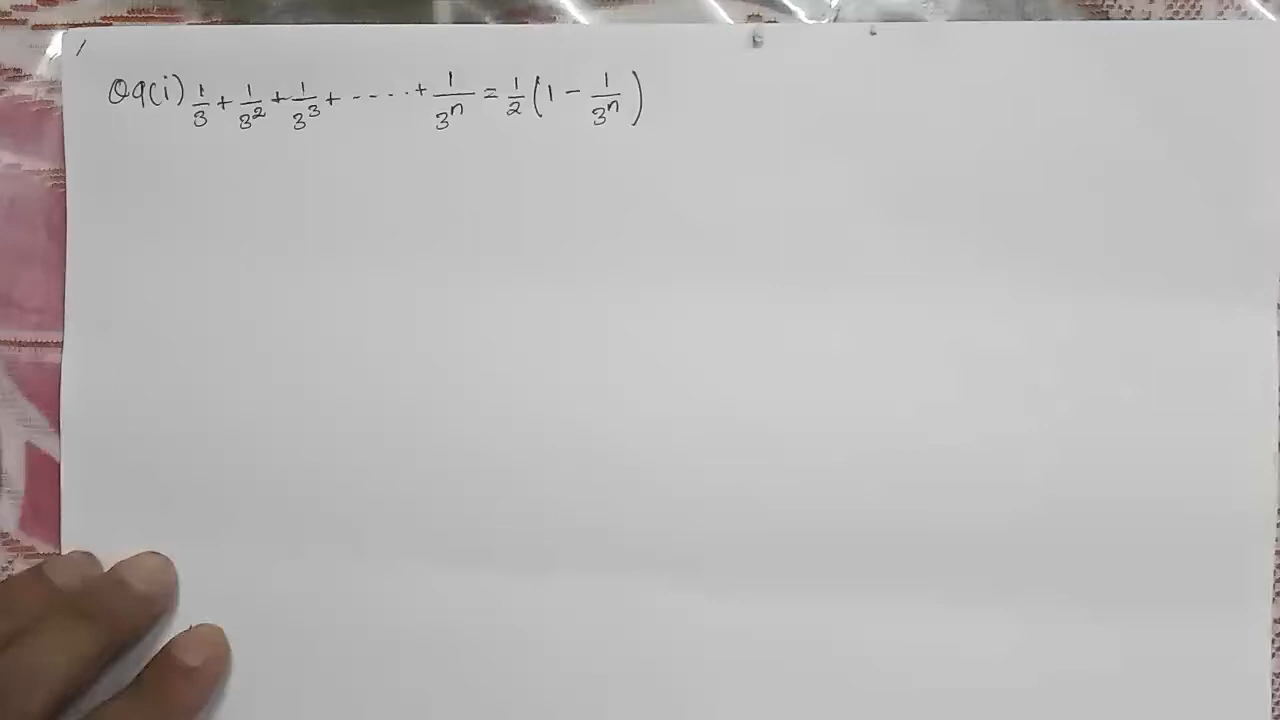 Q9(i) 1/3 + 1/3² + 1/3³ + ----.. + 1/3ⁿ = 1/2 (1 - 1/3ⁿ)